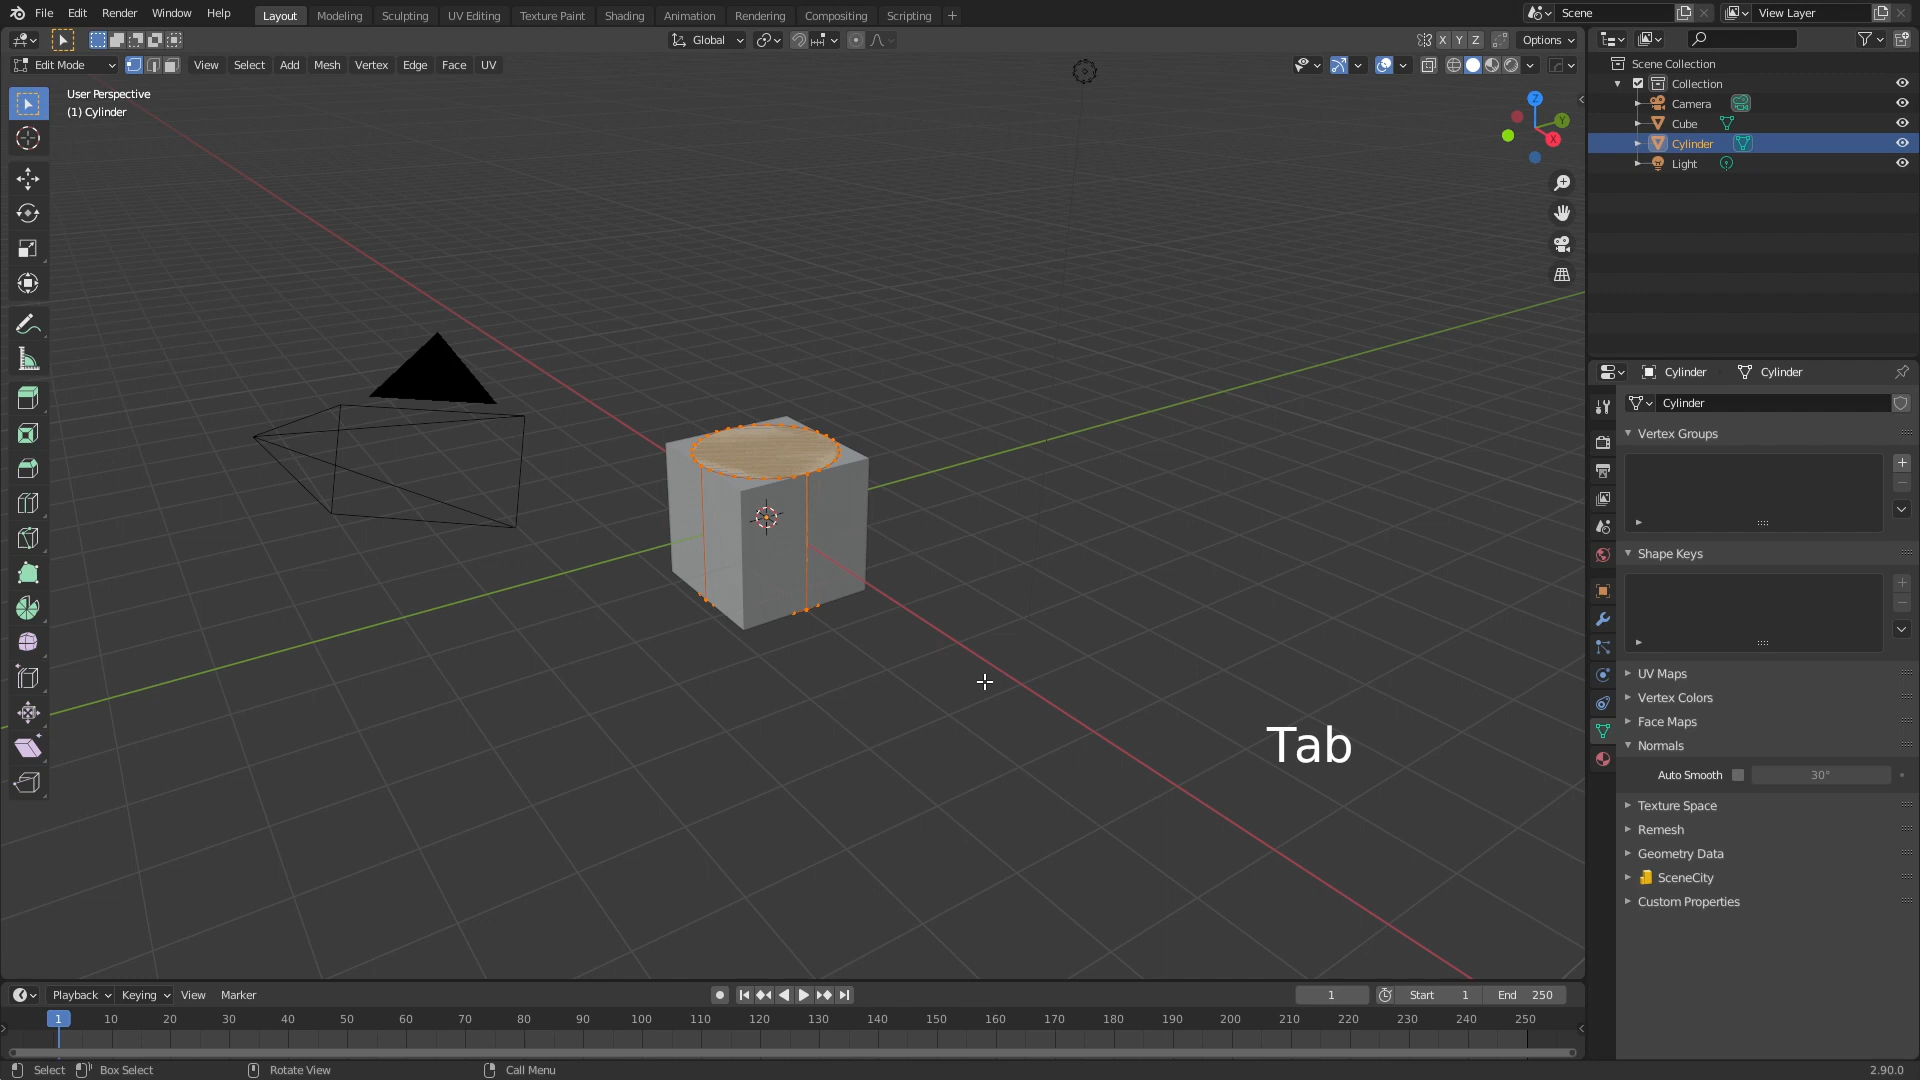 File Edit Render Window Help Layout Modeling Sculpting UV Editing Texture Paint Shading Animation Rendering Compositing Scripting + Scene View Layer
Global X Y Z Options
Edit Mode View Select Add Mesh Vertex Edge Face UV
User Perspective
(1) Cylinder
Z
Y
X
Scene Collection
Collection
Camera
Cube
Cylinder
Light
Cylinder Cylinder
Cylinder
Vertex Groups
Shape Keys
UV Maps
Vertex Colors
Face Maps
Normals
Auto Smooth 30°
Texture Space
Remesh
Geometry Data
SceneCity
Custom Properties
Tab
Playback Keying View Marker 1 Start 1 End 250
1 10 20 30 40 50 60 70 80 90 100 110 120 130 140 150 160 170 180 190 200 210 220 230 240 250
Select Box Select Rotate View Call Menu 2.90.0